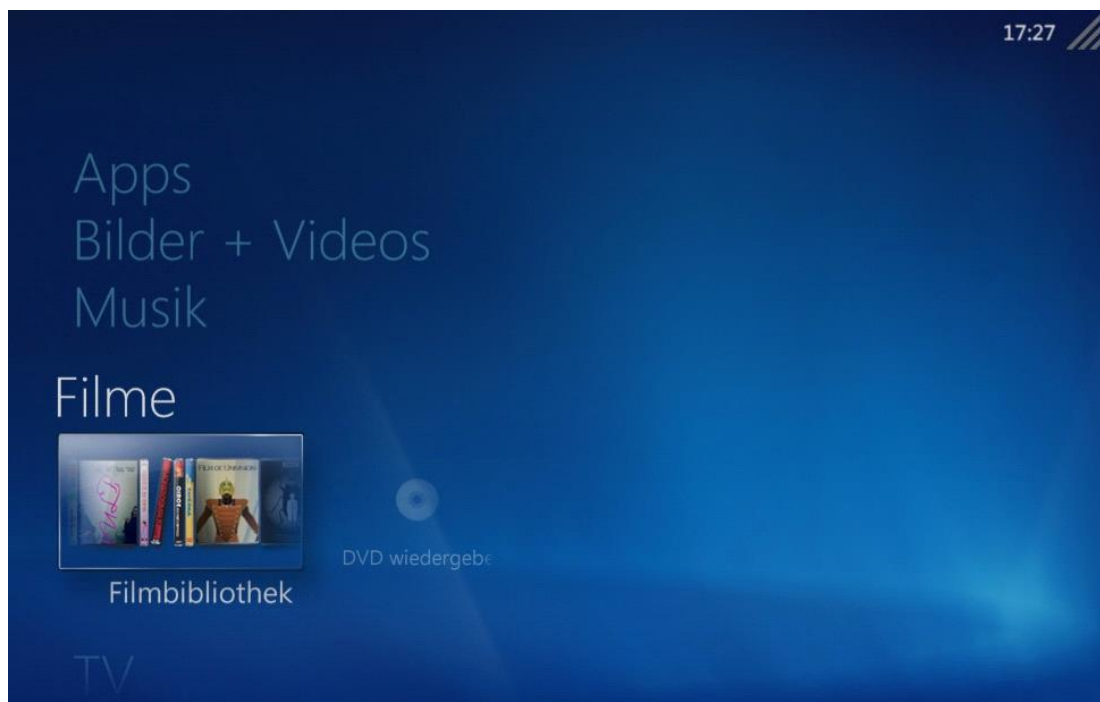 17:27
Apps
Bilder + Videos
Musik
Filme
DVD wiedergebe
Filmbibliothek
TV